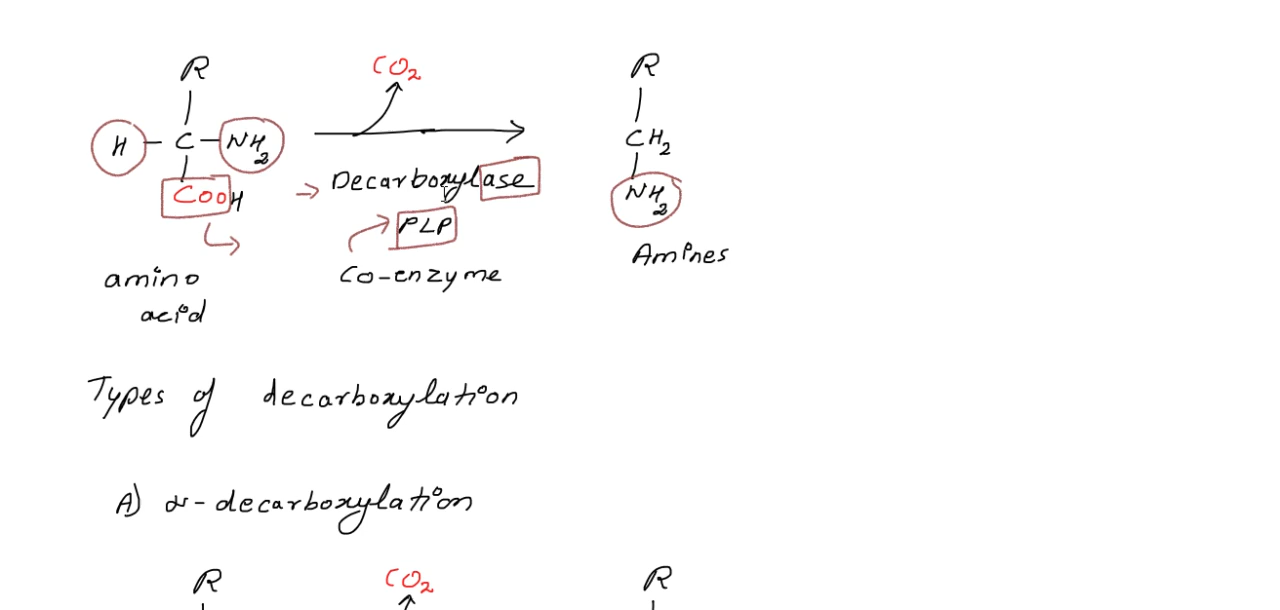 R CO₂ R
H - C - NH₂ CH₂
COOH → Decarboxylase NH₂
PLP
amino acid Co-enzyme Amines
Types of decarboxylation
A) α-decarboxylation
R CO₂ R